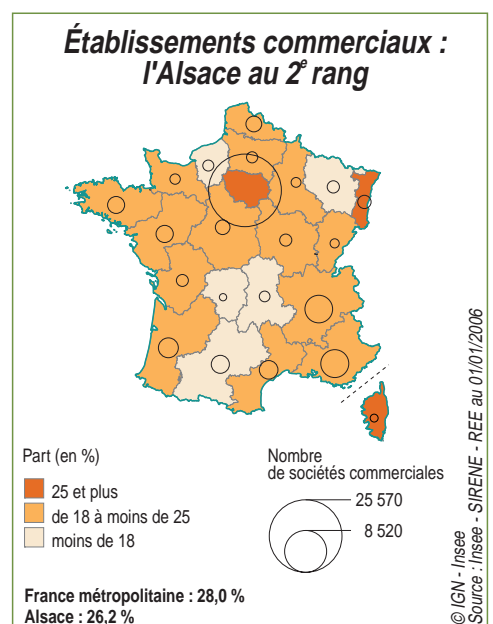 Établissements commerciaux :
l'Alsace au 2e rang
Part (en %)
25 et plus
de 18 à moins de 25
moins de 18
Nombre
de sociétés commerciales
25 570
8 520
France métropolitaine : 28,0 %
Alsace : 26,2 %
© IGN - Insee
Source : Insee - SIRENE - REE au 01/01/2006